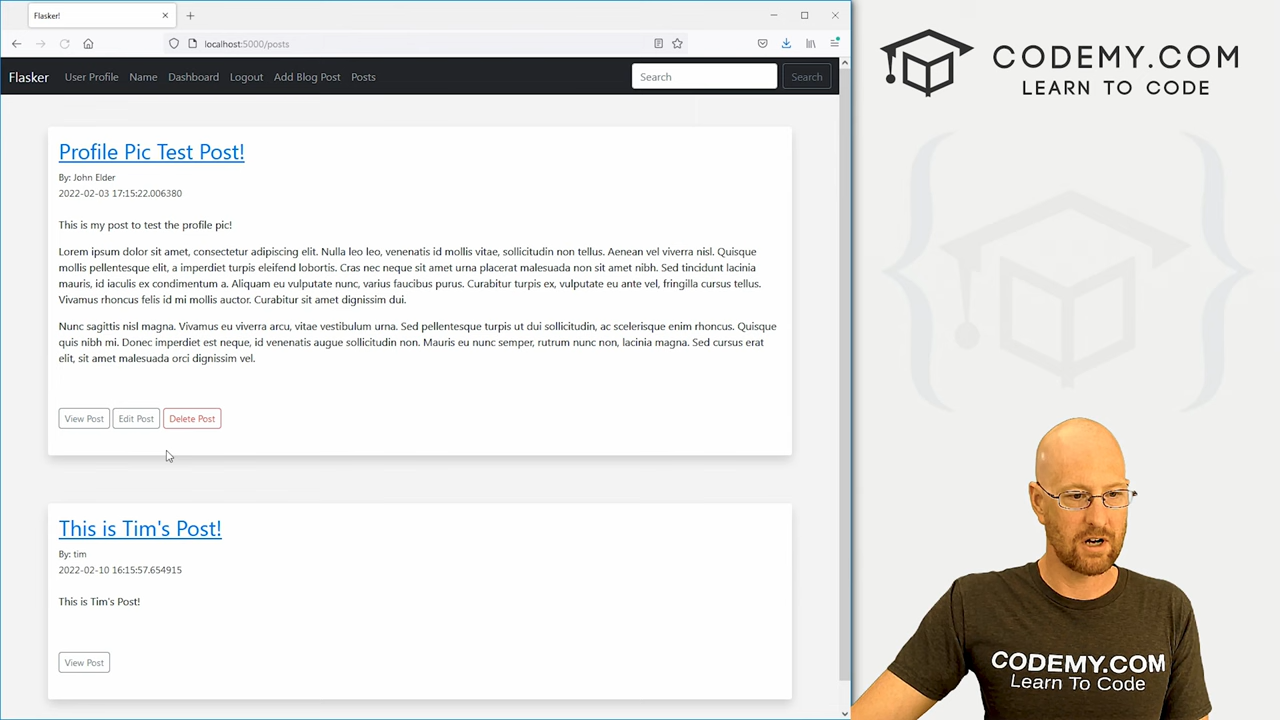 Flasker!
localhost:5000/posts
Flasker User Profile Name Dashboard Logout Add Blog Post Posts Search Search
Profile Pic Test Post!
By: John Elder
2022-02-03 17:15:22.006380
This is my post to test the profile pic!
Lorem ipsum dolor sit amet, consectetur adipiscing elit. Nulla leo leo, venenatis id mollis vitae, sollicitudin non tellus. Aenean vel viverra nisl. Quisque
mollis pellentesque elit, a imperdiet turpis eleifend lobortis. Cras nec neque sit amet urna placerat malesuada non sit amet nibh. Sed tincidunt lacinia
mauris, id iaculis ex condimentum a. Aliquam eu vulputate nunc, varius faucibus purus. Curabitur turpis ex, vulputate eu ante vel, fringilla cursus tellus.
Vivamus rhoncus felis id mi mollis auctor. Curabitur sit amet dignissim dui.
Nunc sagittis nisl magna. Vivamus eu viverra arcu, vitae vestibulum urna. Sed pellentesque turpis ut dui sollicitudin, ac scelerisque enim rhoncus. Quisque
quis nibh mi. Donec imperdiet est neque, id venenatis augue sollicitudin non. Mauris eu nunc semper, rutrum nunc non, lacinia magna. Sed cursus erat
elit, sit amet malesuada orci dignissim vel.
View Post Edit Post Delete Post
This is Tim's Post!
By: tim
2022-02-10 16:15:57.654915
This is Tim's Post!
View Post
CODEMY.COM
LEARN TO CODE
CODEMY.COM
Learn To Code